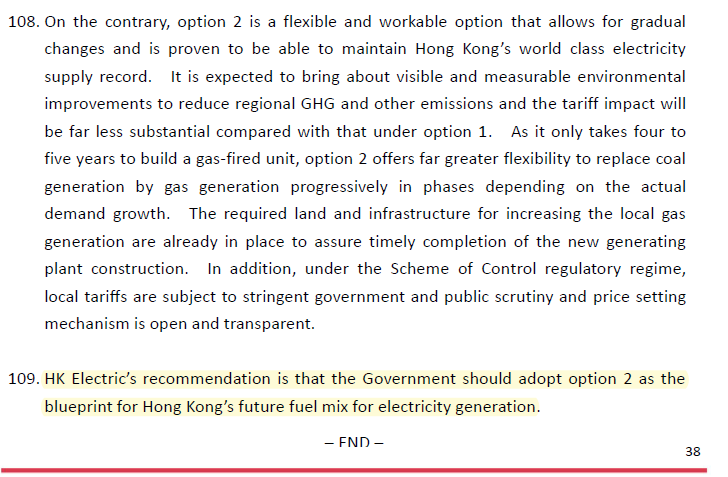 108. On the contrary, option 2 is a flexible and workable option that allows for gradual
changes and is proven to be able to maintain Hong Kong’s world class electricity
supply record. It is expected to bring about visible and measurable environmental
improvements to reduce regional GHG and other emissions and the tariff impact will
be far less substantial compared with that under option 1. As it only takes four to
five years to build a gas-fired unit, option 2 offers far greater flexibility to replace coal
generation by gas generation progressively in phases depending on the actual
demand growth. The required land and infrastructure for increasing the local gas
generation are already in place to assure timely completion of the new generating
plant construction. In addition, under the Scheme of Control regulatory regime,
local tariffs are subject to stringent government and public scrutiny and price setting
mechanism is open and transparent.
109. HK Electric’s recommendation is that the Government should adopt option 2 as the
blueprint for Hong Kong’s future fuel mix for electricity generation.
– END –
38